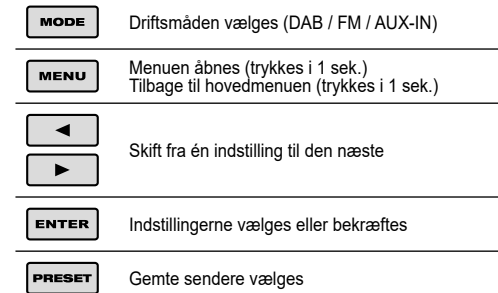 MODE Driftsmåden vælges (DAB / FM / AUX-IN)
MENU Menuen åbnes (trykkes i 1 sek.)
Tilbage til hovedmenuen (trykkes i 1 sek.)
Skift fra én indstilling til den næste
ENTER Indstillingerne vælges eller bekræftes
PRESET Gemte sendere vælges